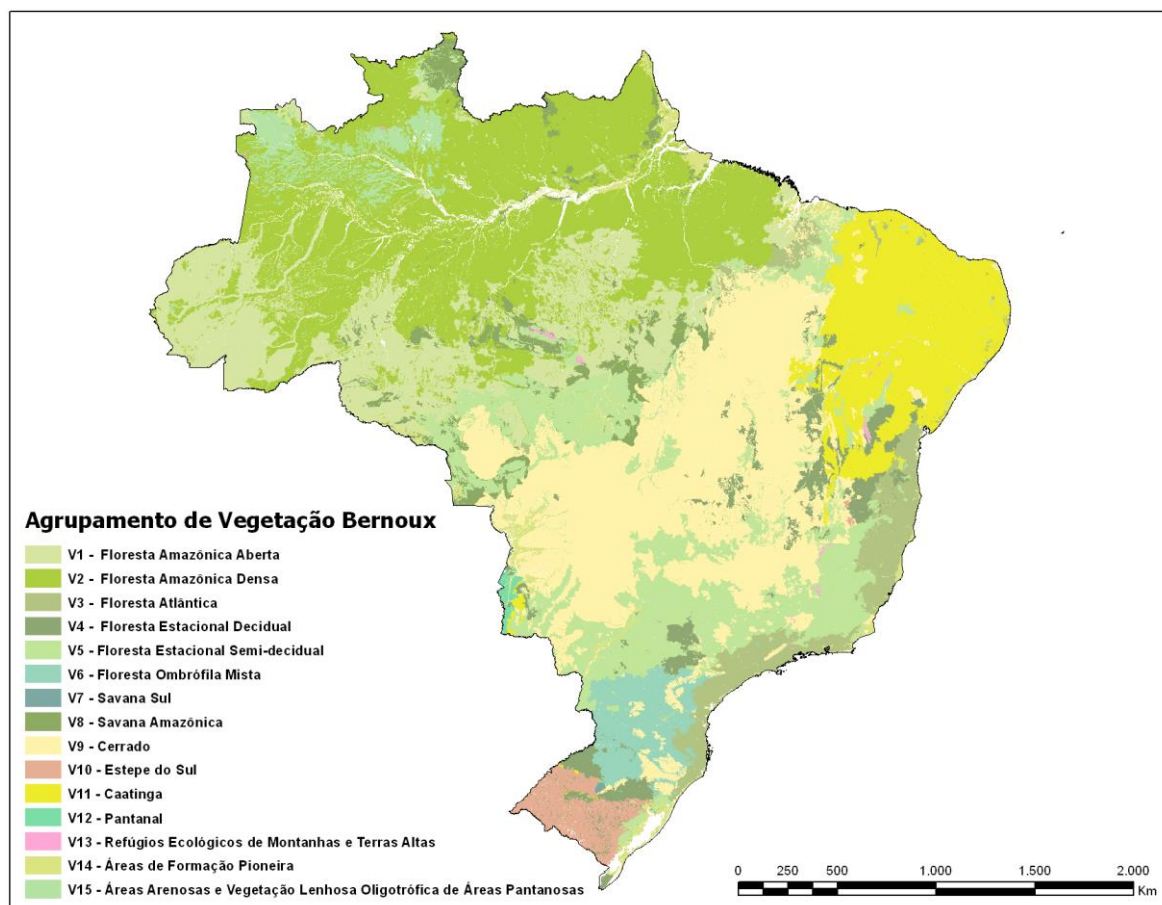 Agrupamento de Vegetação Bernoux
V1 - Floresta Amazônica Aberta
V2 - Floresta Amazônica Densa
V3 - Floresta Atlântica
V4 - Floresta Estacional Decidual
V5 - Floresta Estacional Semi-decidual
V6 - Floresta Ombrófila Mista
V7 - Savana Sul
V8 - Savana Amazônica
V9 - Cerrado
V10 - Estepe do Sul
V11 - Caatinga
V12 - Pantanal
V13 - Refúgios Ecológicos de Montanhas e Terras Altas
V14 - Áreas de Formação Pioneira
V15 - Áreas Arenosas e Vegetação Lenhosa Oligotrófica de Áreas Pantanosas
0 250 500 1.000 1.500 2.000
Km